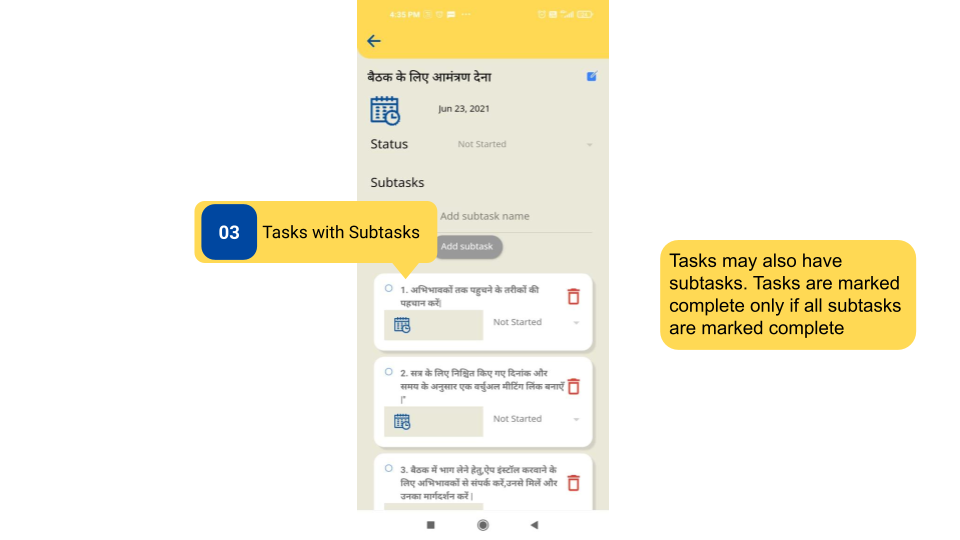 4:35 PM
बैठक के लिए आमंत्रण देना
Jun 23, 2021
Status
Not Started
Subtasks
Add subtask name
03
Tasks with Subtasks
Add subtask
1. अभिभावकों तक पहुचने के तरीकों की
पहचान करें|
Not Started
2. सत्र के लिए निश्चित किए गए दिनांक और
समय के अनुसार एक वर्चुअल मीटिंग लिंक बनाएँ
|"
Not Started
3. बैठक में भाग लेने हेतु,ऐप इंस्टॉल करवाने के
लिए अभिभावकों से संपर्क करें,उनसे मिलें और
उनका मार्गदर्शन करें |
Tasks may also have
subtasks. Tasks are marked
complete only if all subtasks
are marked complete